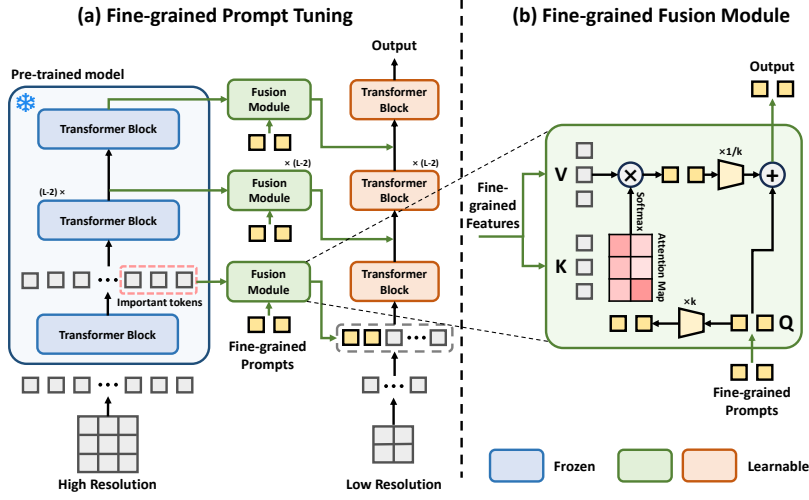 (a) Fine-grained Prompt Tuning
Output
Pre-trained model
Transformer Block
Fusion Module
Transformer Block
(L-2) ×
× (L-2)
× (L-2)
Transformer Block
Fusion Module
Transformer Block
Important tokens
Fusion Module
Transformer Block
Transformer Block
Fine-grained
Prompts
High Resolution
Low Resolution
(b) Fine-grained Fusion Module
Output
V
×1/k
Fine-grained
Features
Softmax
K
Attention Map
×k
Q
Fine-grained
Prompts
Frozen
Learnable